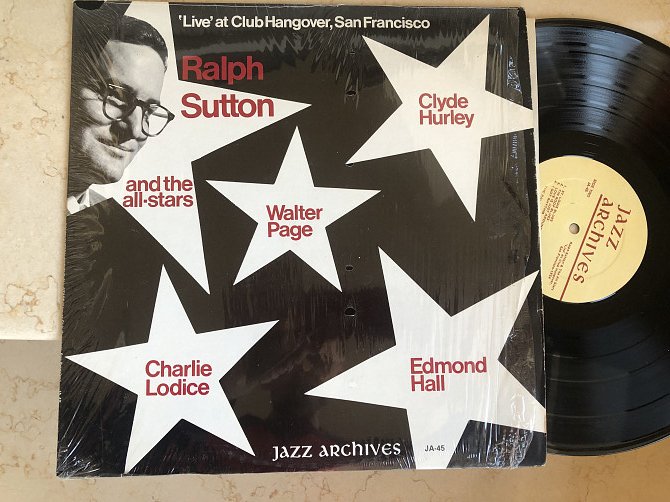 'Live' at Club Hangover, San Francisco
Ralph
Sutton
and the
all-stars
Clyde
Hurley
Walter
Page
Charlie
Lodice
Edmond
Hall
JAZZ ARCHIVES
JA-45
JAZZ
ARCHIVES